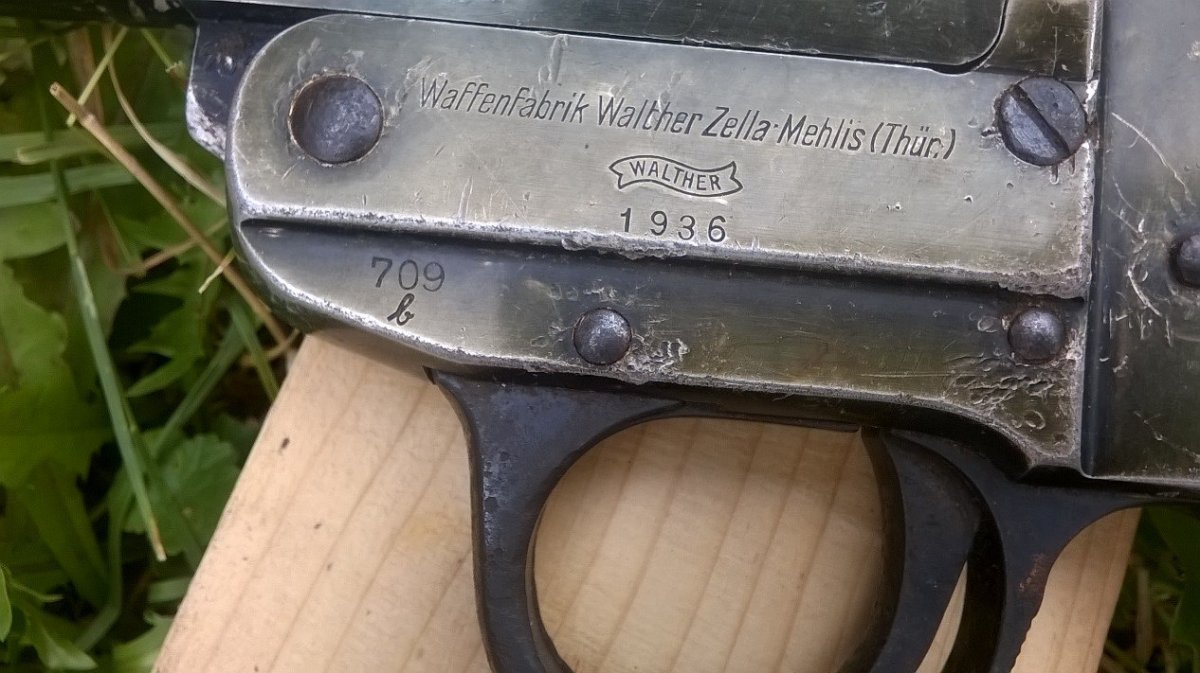 Waffenfabrik Walther Zella-Mehlis (Thür.)
WALTHER
1936
709
b